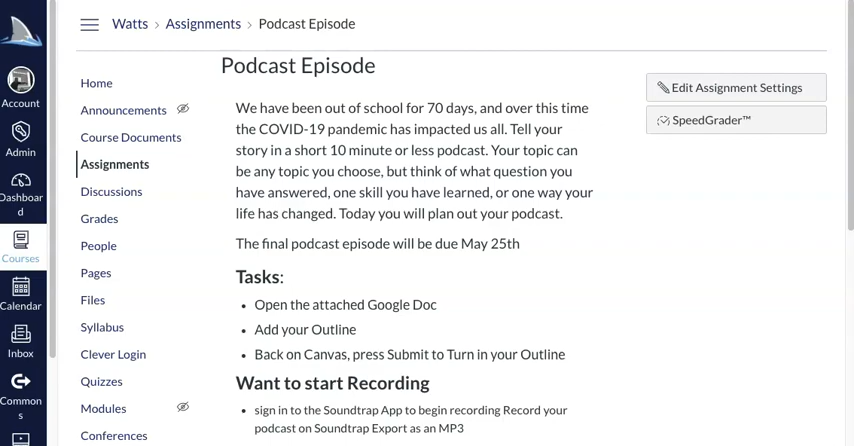 Watts > Assignments > Podcast Episode
Account
Admin
Dashboar
d
Courses
Calendar
Inbox
Common
s
Home
Announcements
Course Documents
Assignments
Discussions
Grades
People
Pages
Files
Syllabus
Clever Login
Quizzes
Modules
Conferences
Podcast Episode
We have been out of school for 70 days, and over this time
the COVID-19 pandemic has impacted us all. Tell your
story in a short 10 minute or less podcast. Your topic can
be any topic you choose, but think of what question you
have answered, one skill you have learned, or one way your
life has changed. Today you will plan out your podcast.
The final podcast episode will be due May 25th
Tasks:
• Open the attached Google Doc
• Add your Outline
• Back on Canvas, press Submit to Turn in your Outline
Want to start Recording
• sign in to the Soundtrap App to begin recording Record your
podcast on Soundtrap Export as an MP3
Edit Assignment Settings
SpeedGrader™